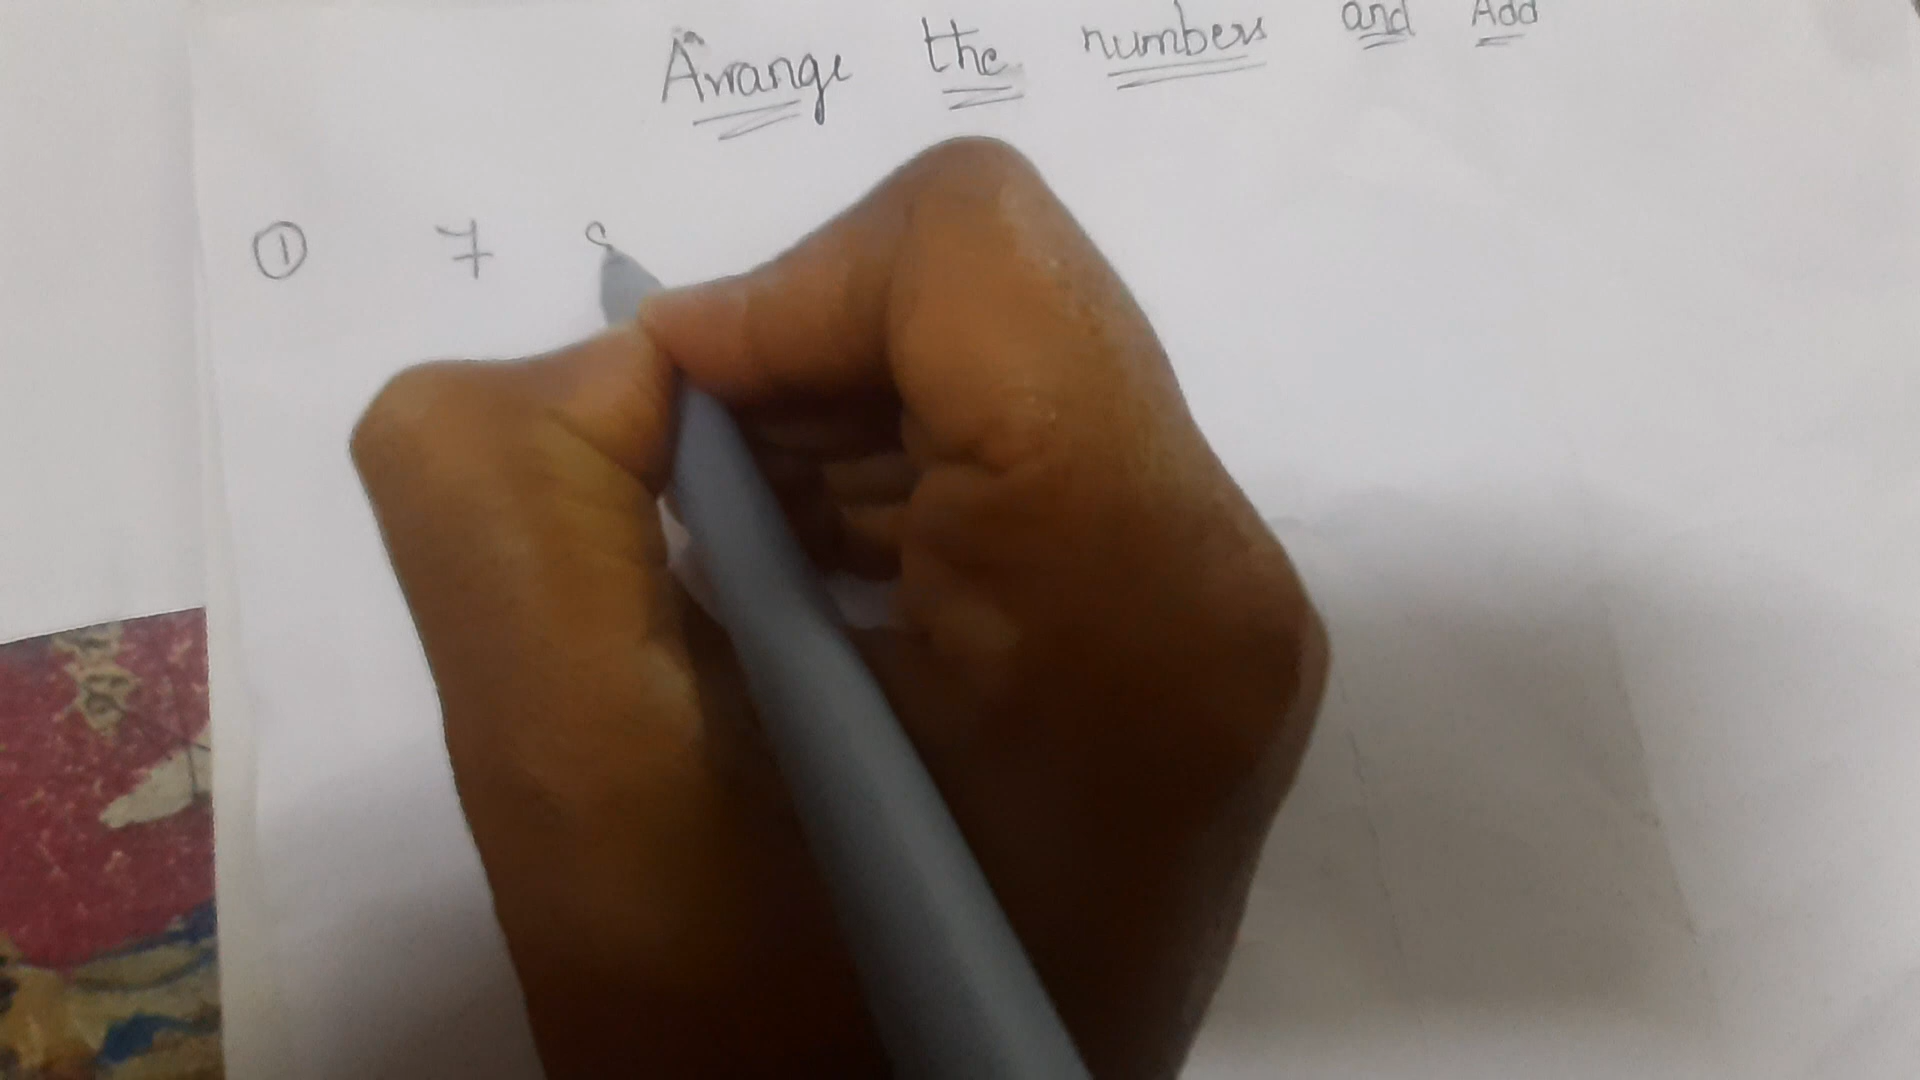 Arrange the numbers and Add
① 7